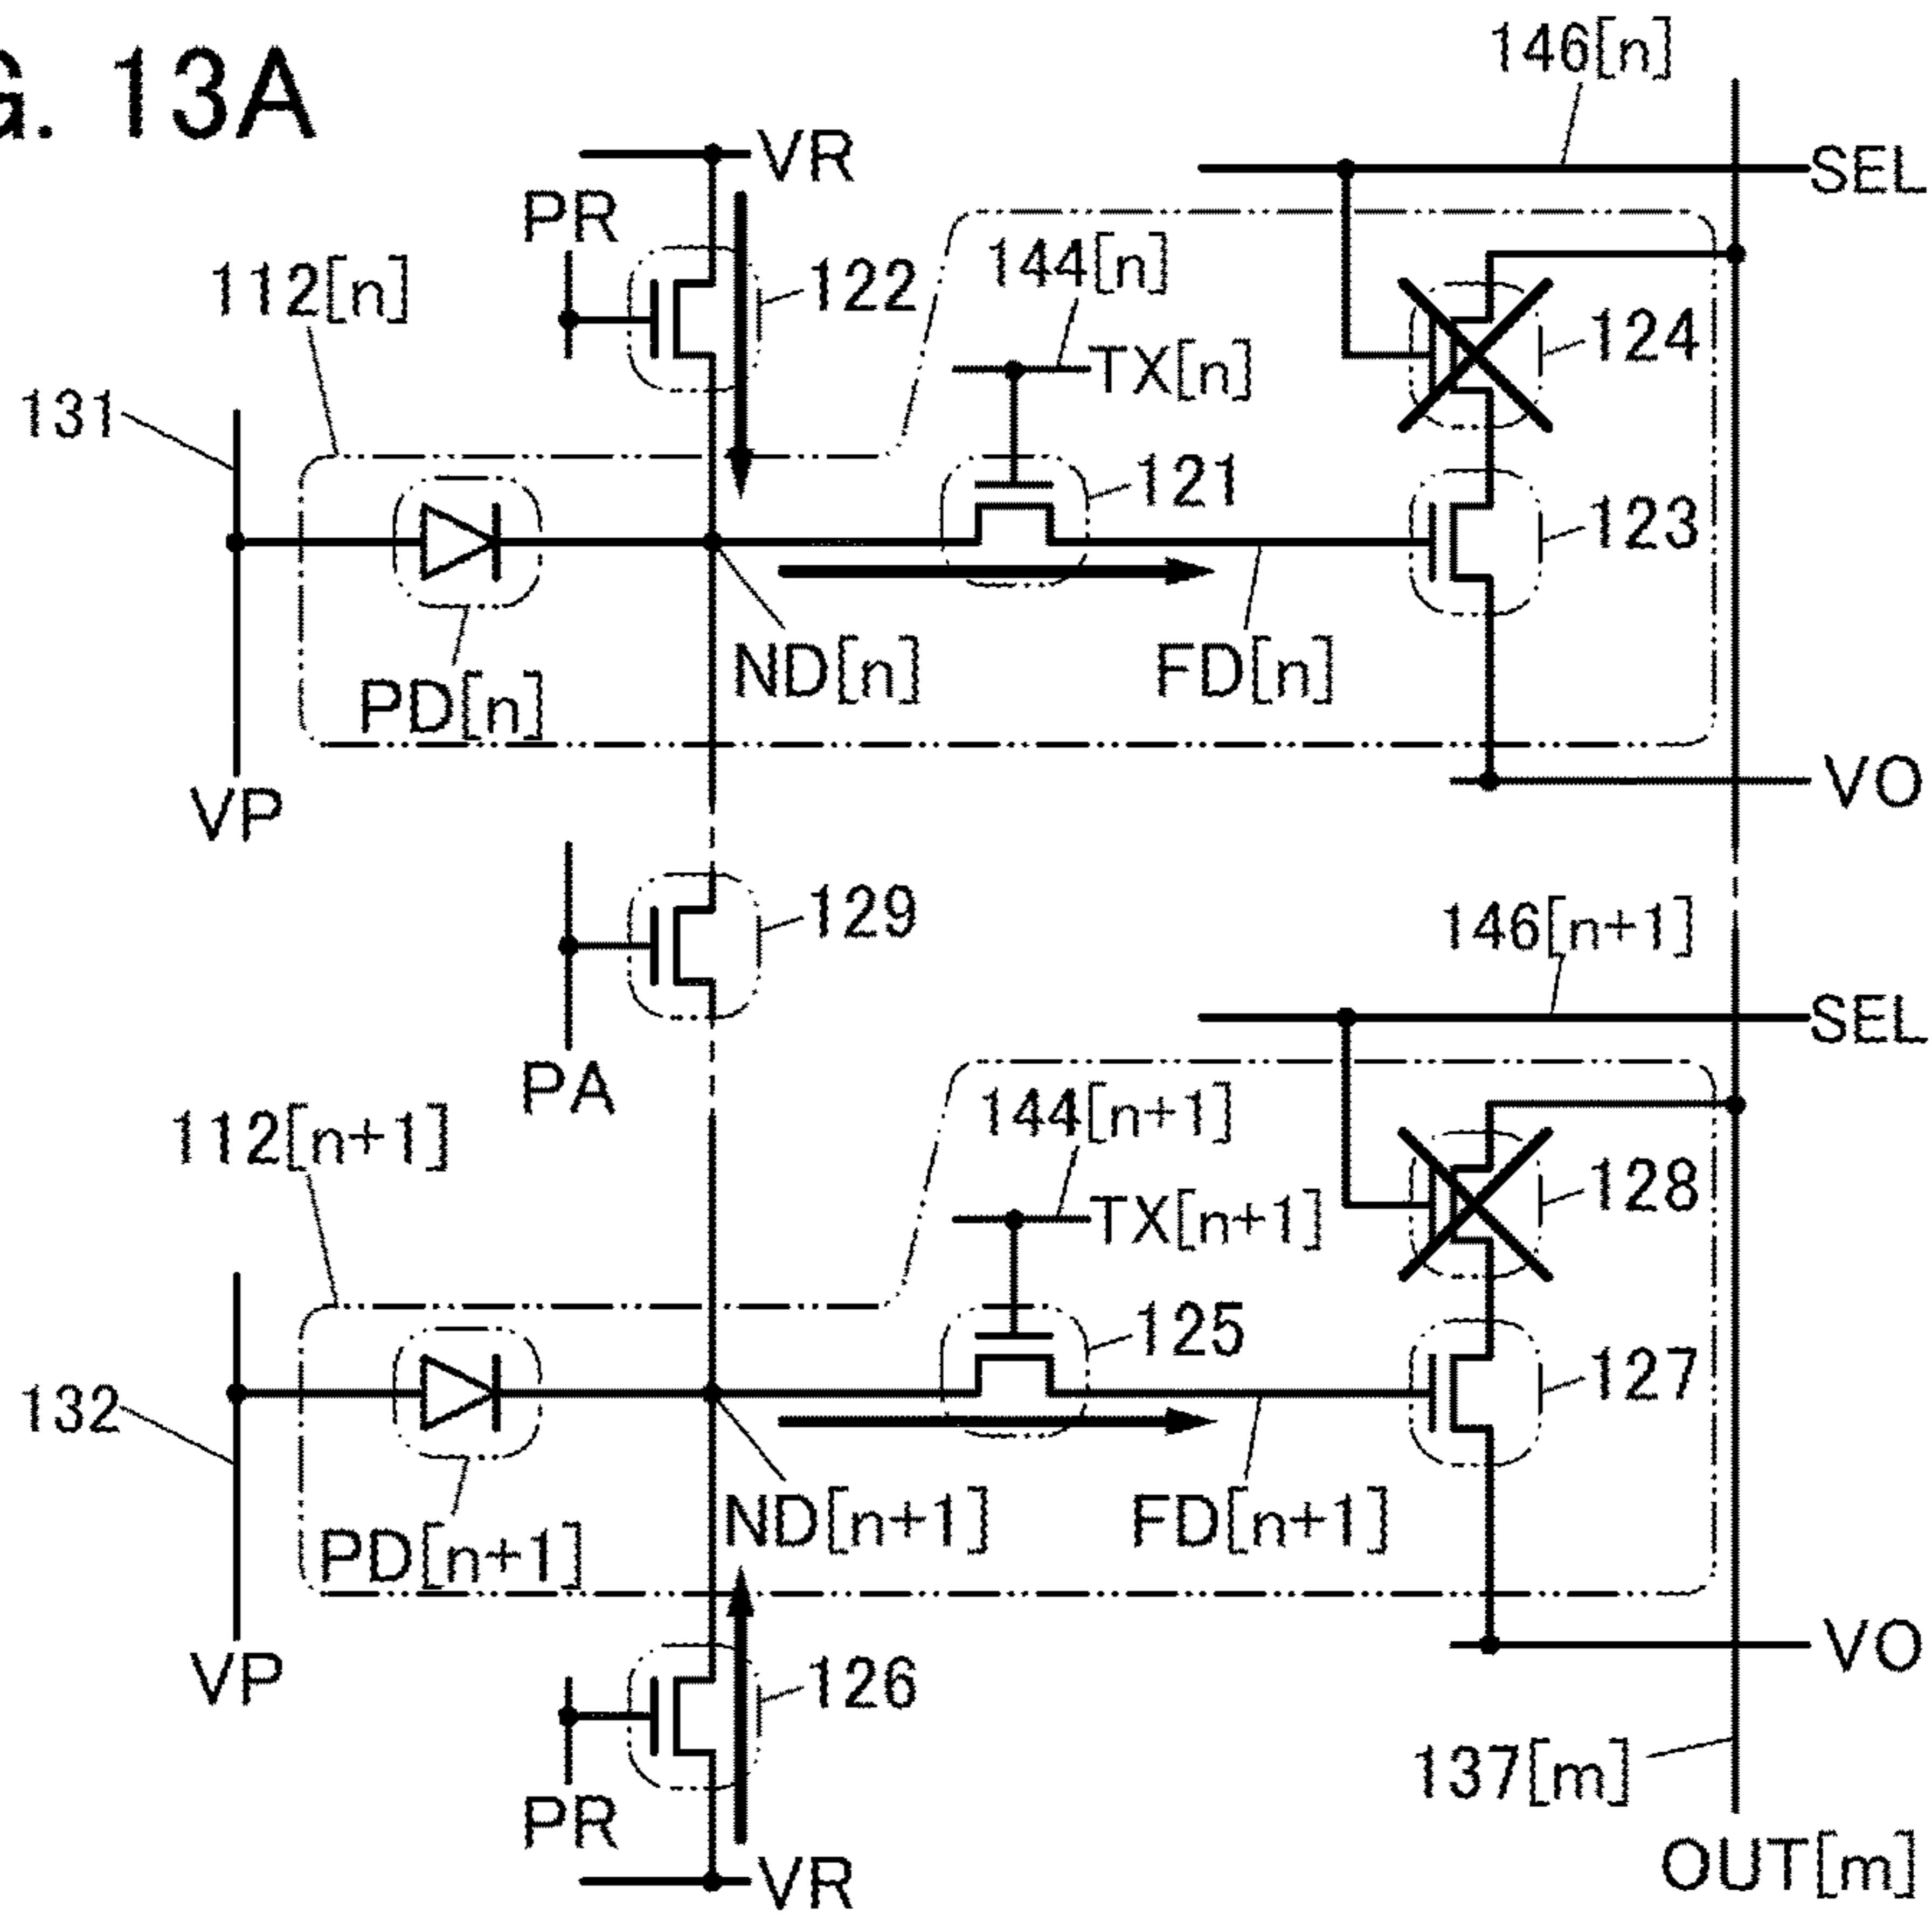 G. 13A
146[n]
VR
SEL
PR
144[n]
112[n]
122
124
TX[n]
131
121
123
ND[n]
FD[n]
PD[n]
VP
VO
129
146[n+1]
SEL
PA
144[n+1]
112[n+1]
128
TX[n+1]
125
127
132
ND[n+1]
FD[n+1]
PD[n+1]
VP
126
VO
137[m]
PR
VR
OUT[m]